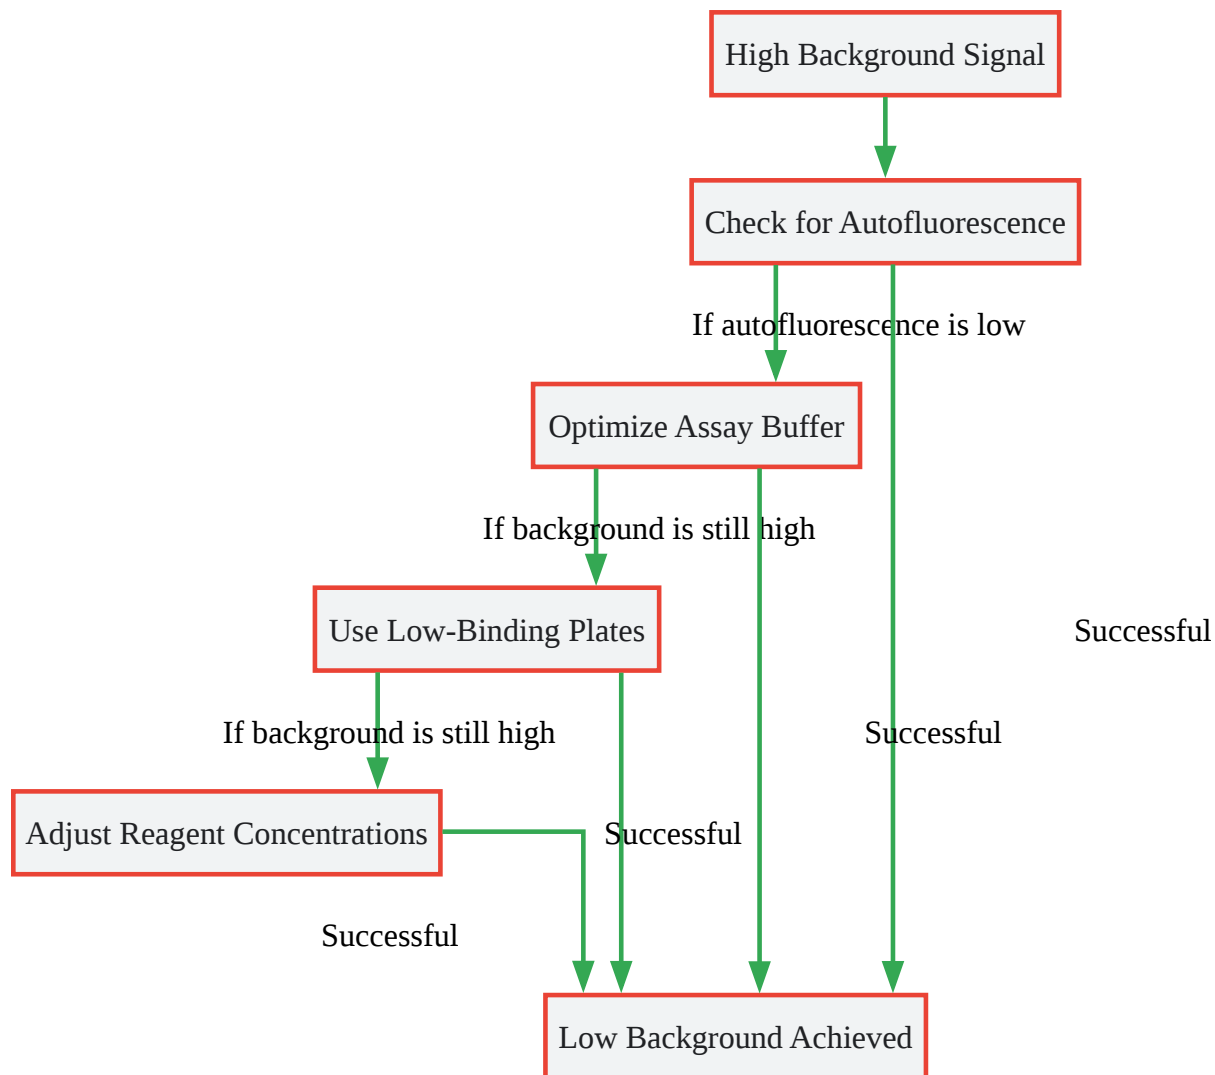 High Background Signal
Check for Autofluorescence
If autofluorescence is low
Optimize Assay Buffer
If background is still high
Use Low-Binding Plates
Successful
If background is still high
Successful
Adjust Reagent Concentrations
Successful
Successful
Low Background Achieved